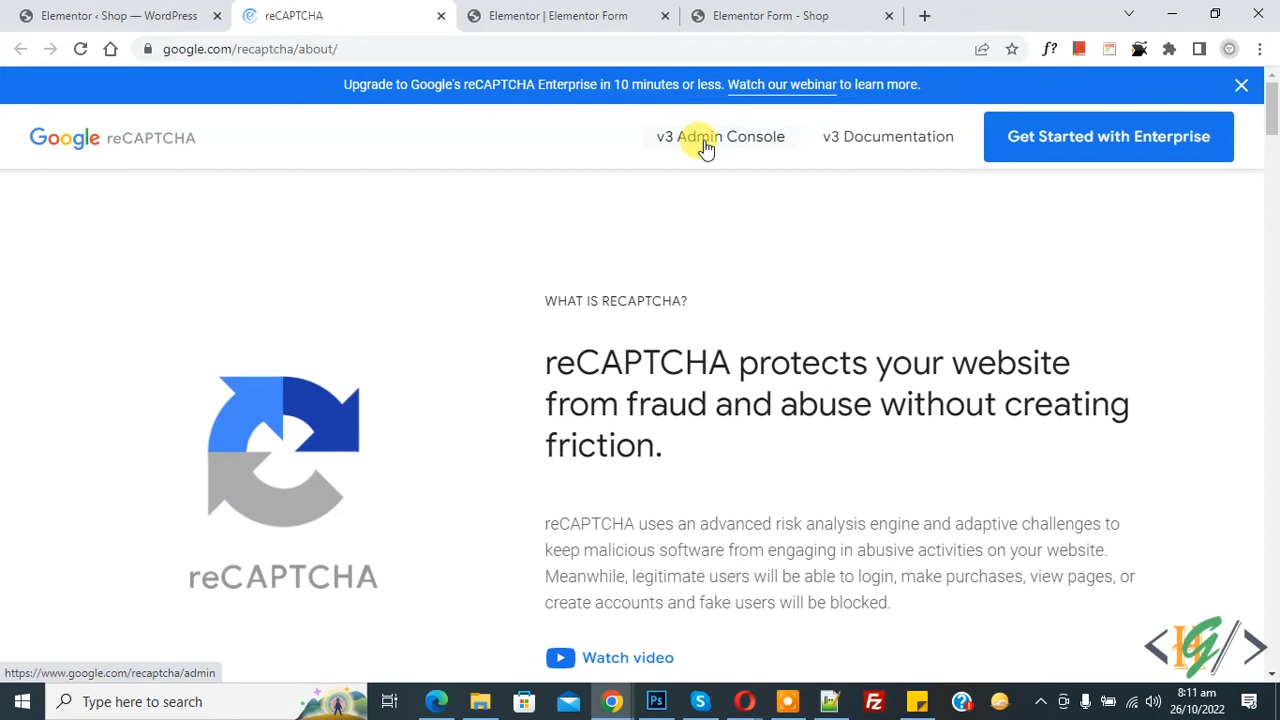 Elementor ‹ Shop — WordPress
reCAPTCHA
Elementor | Elementor Form
Elementor Form - Shop
google.com/recaptcha/about/
f?
Upgrade to Google's reCAPTCHA Enterprise in 10 minutes or less. Watch our webinar to learn more.
Google reCAPTCHA
v3 Admin Console
v3 Documentation
Get Started with Enterprise
WHAT IS RECAPTCHA?
reCAPTCHA protects your website
from fraud and abuse without creating
friction.
reCAPTCHA uses an advanced risk analysis engine and adaptive challenges to
keep malicious software from engaging in abusive activities on your website.
Meanwhile, legitimate users will be able to login, make purchases, view pages, or
create accounts and fake users will be blocked.
reCAPTCHA
Watch video
https://www.google.com/recaptcha/admin
Type here to search
Ps
8:11 am
26/10/2022